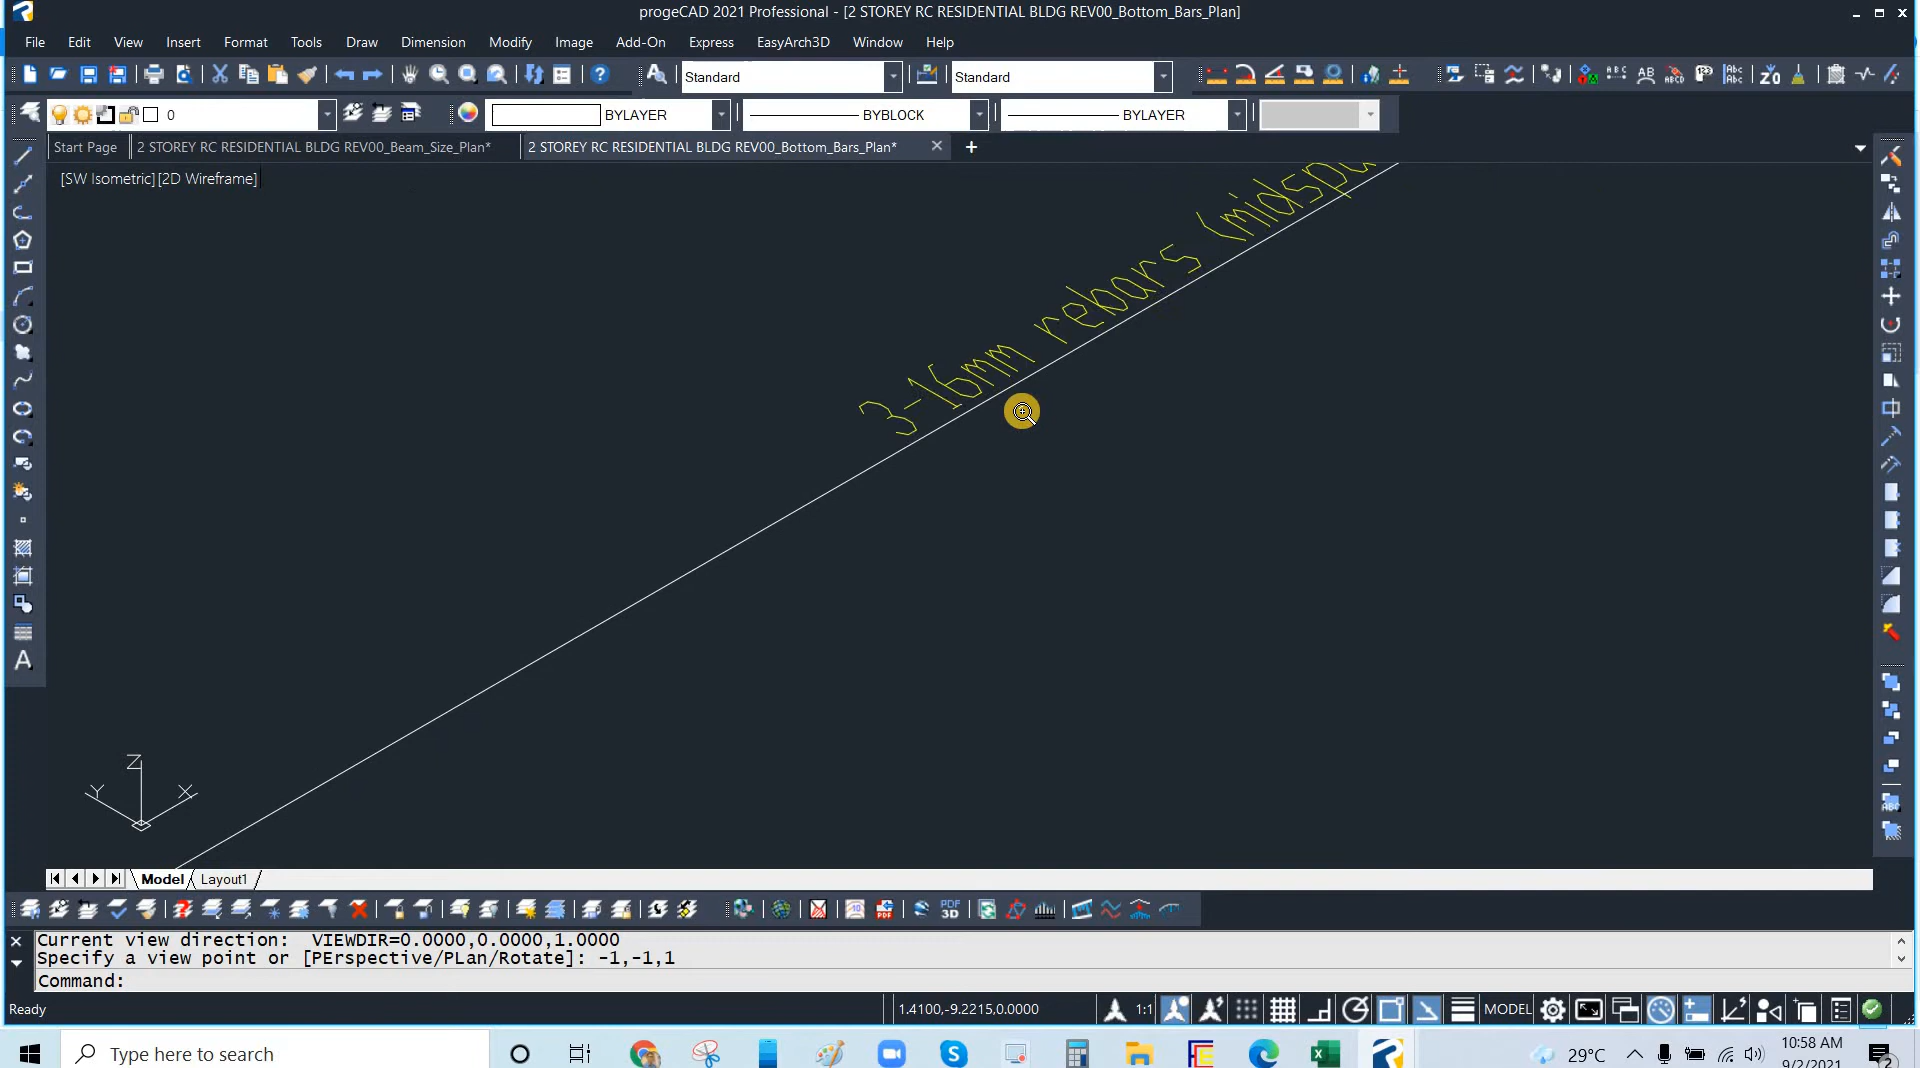 progeCAD 2021 Professional - [2 STOREY RC RESIDENTIAL BLDG REV00_Bottom_Bars_Plan]
File Edit View Insert Format Tools Draw Dimension Modify Image Add-On Express EasyArch3D Window Help
Standard Standard
0 BYLAYER BYBLOCK BYLAYER
Start Page 2 STOREY RC RESIDENTIAL BLDG REV00_Beam_Size_Plan* 2 STOREY RC RESIDENTIAL BLDG REV00_Bottom_Bars_Plan*
[SW Isometric][2D Wireframe]
3-16mm rebars
Z
Y X
Model Layout1
Current view direction: VIEWDIR=0.0000,0.0000,1.0000
Specify a view point or [PErspective/PLan/Rotate]: -1,-1,1
Command:
Ready 1.4100,-9.2215,0.0000 1:1 MODEL
Type here to search 29°C 10:58 AM
9/2/2021